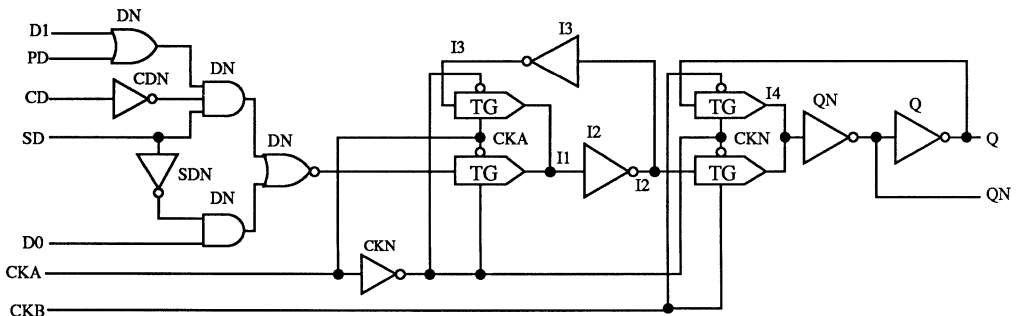 DN
D1
PD
CDN
DN
CD
SD
DN
SDN
DN
D0
CKA
CKN
CKB
I3
I3
TG
CKA
TG
I1
I2
I2
TG
I4
CKN
TG
QN
Q
Q
QN